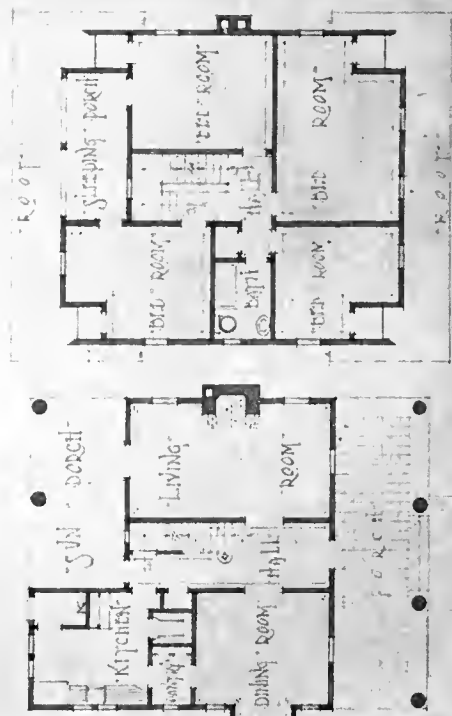 ROOF
SLEEPING PORCH
BED ROOM
BED ROOM
HALL
BED ROOM
BATH
BED ROOM
ROOF
SUN PORCH
LIVING ROOM
HALL
KITCHEN
PANTRY
DINING ROOM
PORCH